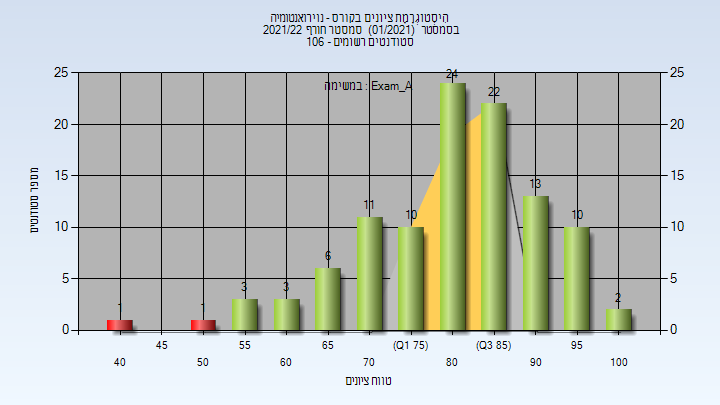 הִיסְטוֹגְרַמַת ציונים בקורס - נוירואנטומיה
בסמסטר (01/2021) סמסטר חורף 2021/22
סטודנטים רשומים - 106
במשימה : Exam_A
מספר סטודנטים
25 25
20 20
15 15
10 10
5 5
0 0
1 1 3 3 6 11 10 24 22 13 10 2
45 55 65 (Q1 75) (Q3 85) 95
40 50 60 70 80 90 100
טווח ציונים